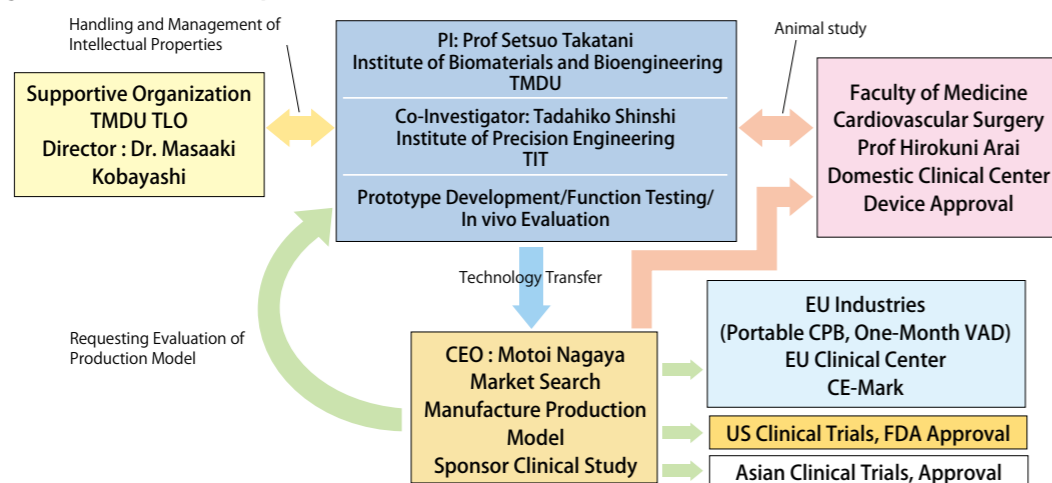 Handling and Management of
Intellectual Properties
Supportive Organization
TMDU TLO
Director : Dr. Masaaki
Kobayashi
PI: Prof Setsuo Takatani
Institute of Biomaterials and Bioengineering
TMDU
Co-Investigator: Tadahiko Shinshi
Institute of Precision Engineering
TIT
Prototype Development/Function Testing/
In vivo Evaluation
Animal study
Faculty of Medicine
Cardiovascular Surgery
Prof Hirokuni Arai
Domestic Clinical Center
Device Approval
Technology Transfer
Requesting Evaluation of
Production Model
CEO : Motoi Nagaya
Market Search
Manufacture Production
Model
Sponsor Clinical Study
EU Industries
(Portable CPB, One-Month VAD)
EU Clinical Center
CE-Mark
US Clinical Trials, FDA Approval
Asian Clinical Trials, Approval